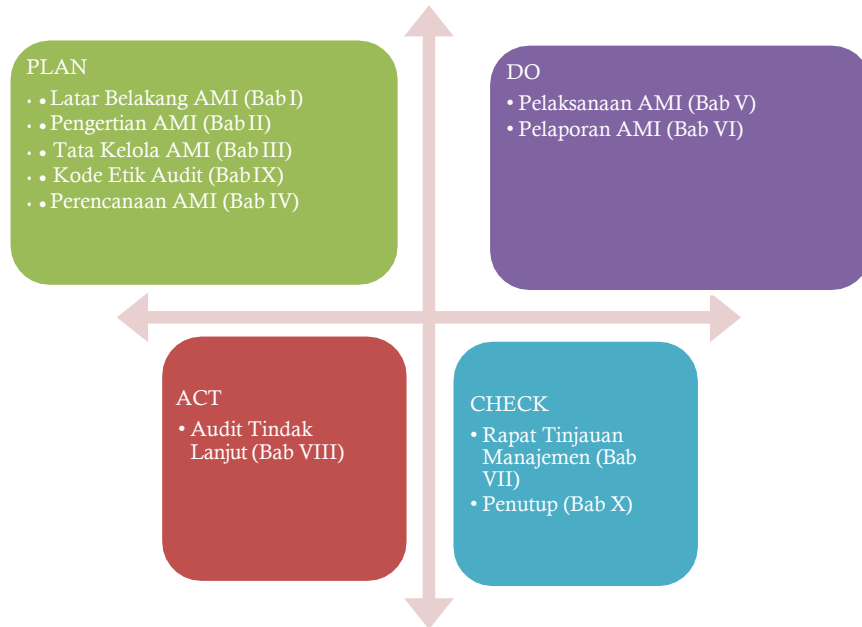 PLAN
• • Latar Belakang AMI (Bab I)
• • Pengertian AMI (Bab II)
• • Tata Kelola AMI (Bab III)
• • Kode Etik Audit (Bab IX)
• • Perencanaan AMI (Bab IV)
DO
• Pelaksanaan AMI (Bab V)
• Pelaporan AMI (Bab VI)
ACT
• Audit Tindak
Lanjut (Bab VIII)
CHECK
• Rapat Tinjauan
Manajemen (Bab
VII)
• Penutup (Bab X)